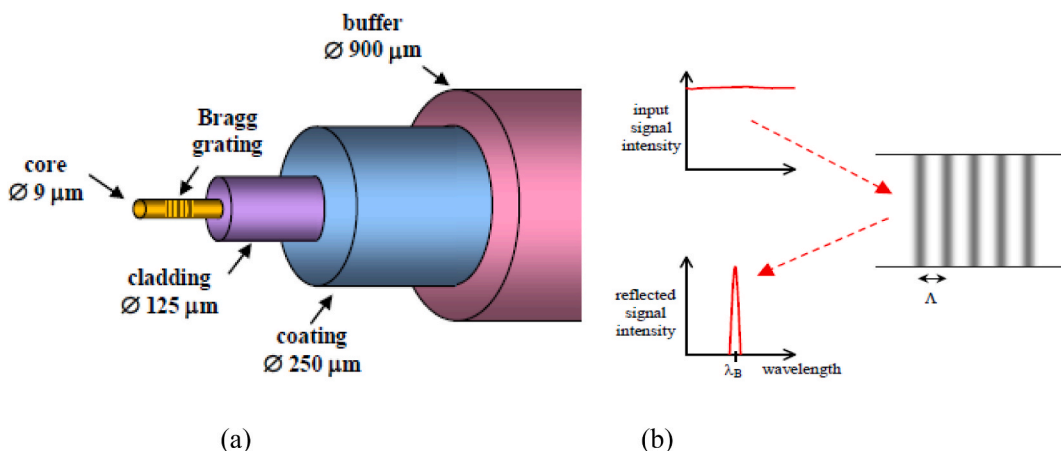 buffer
∅ 900 μm
Bragg
grating
core
∅ 9 μm
cladding
∅ 125 μm
coating
∅ 250 μm
input
signal
intensity
Λ
reflected
signal
intensity
λB
wavelength
(a)
(b)